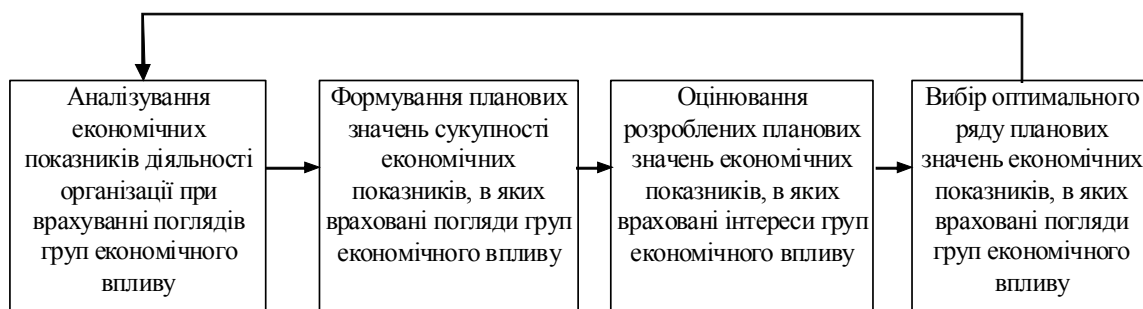 Аналізування
економічних
показників діяльності
організації при
врахуванні поглядів
груп економічного
впливу
Формування планових
значень сукупності
економічних
показників, в яких
враховані погляди груп
економічного впливу
Оцінювання
розроблених планових
значень економічних
показників, в яких
враховані інтереси груп
економічного впливу
Вибір оптимального
ряду планових
значень економічних
показників, в яких
враховані погляди
груп економічного
впливу